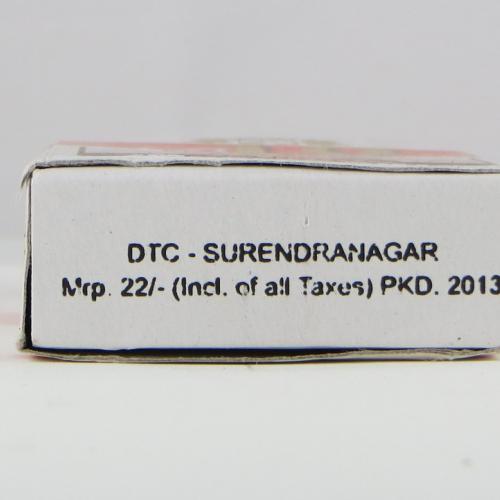 DTC - SURENDRANAGAR
Mrp. 22/- (Incl. of all Taxes) PKD. 2013